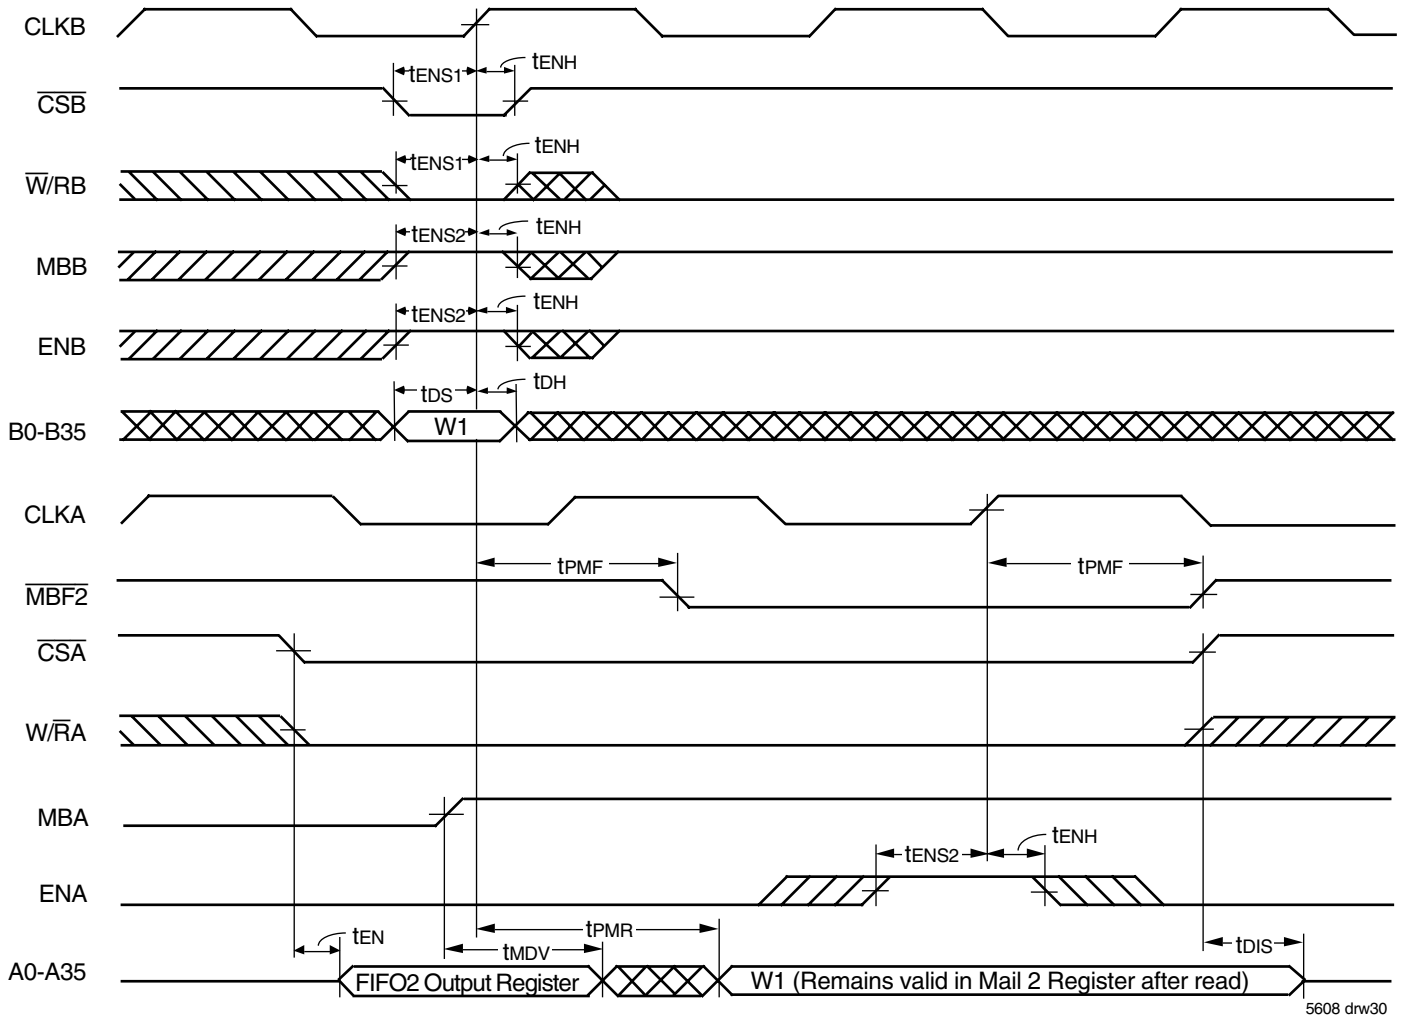 CLKB
tENS1 tENH
CSB
tENS1 tENH
W/RB
tENS2 tENH
MBB
tENS2 tENH
ENB
tDS tDH
B0-B35 W1
CLKA
tPMF tPMF
MBF2
CSA
W/RA
MBA
tENS2 tENH
ENA
tEN tMDV tPMR tDIS
A0-A35 FIFO2 Output Register W1 (Remains valid in Mail 2 Register after read)
5608 drw30